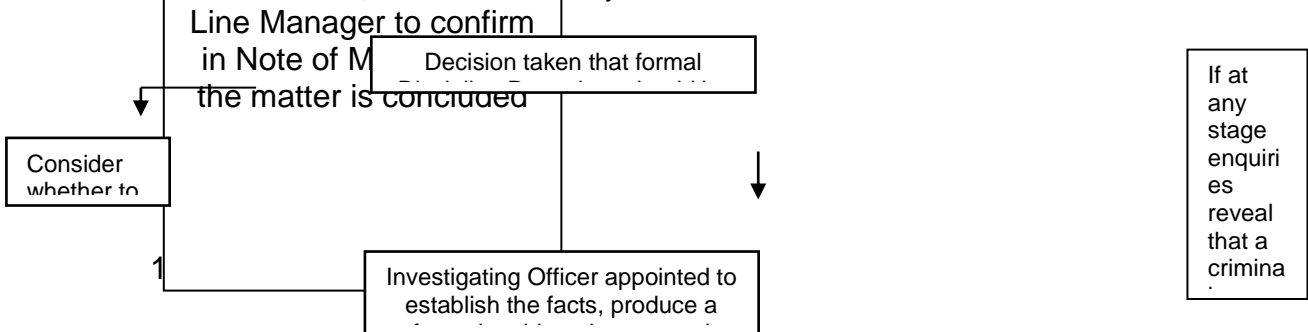 Line Manager to confirm
in Note of
the matter is concluded
Decision taken that formal
Consider
whether to
1
Investigating Officer appointed to
establish the facts, produce a
If at
any
stage
enquiri
es
reveal
that a
crimina